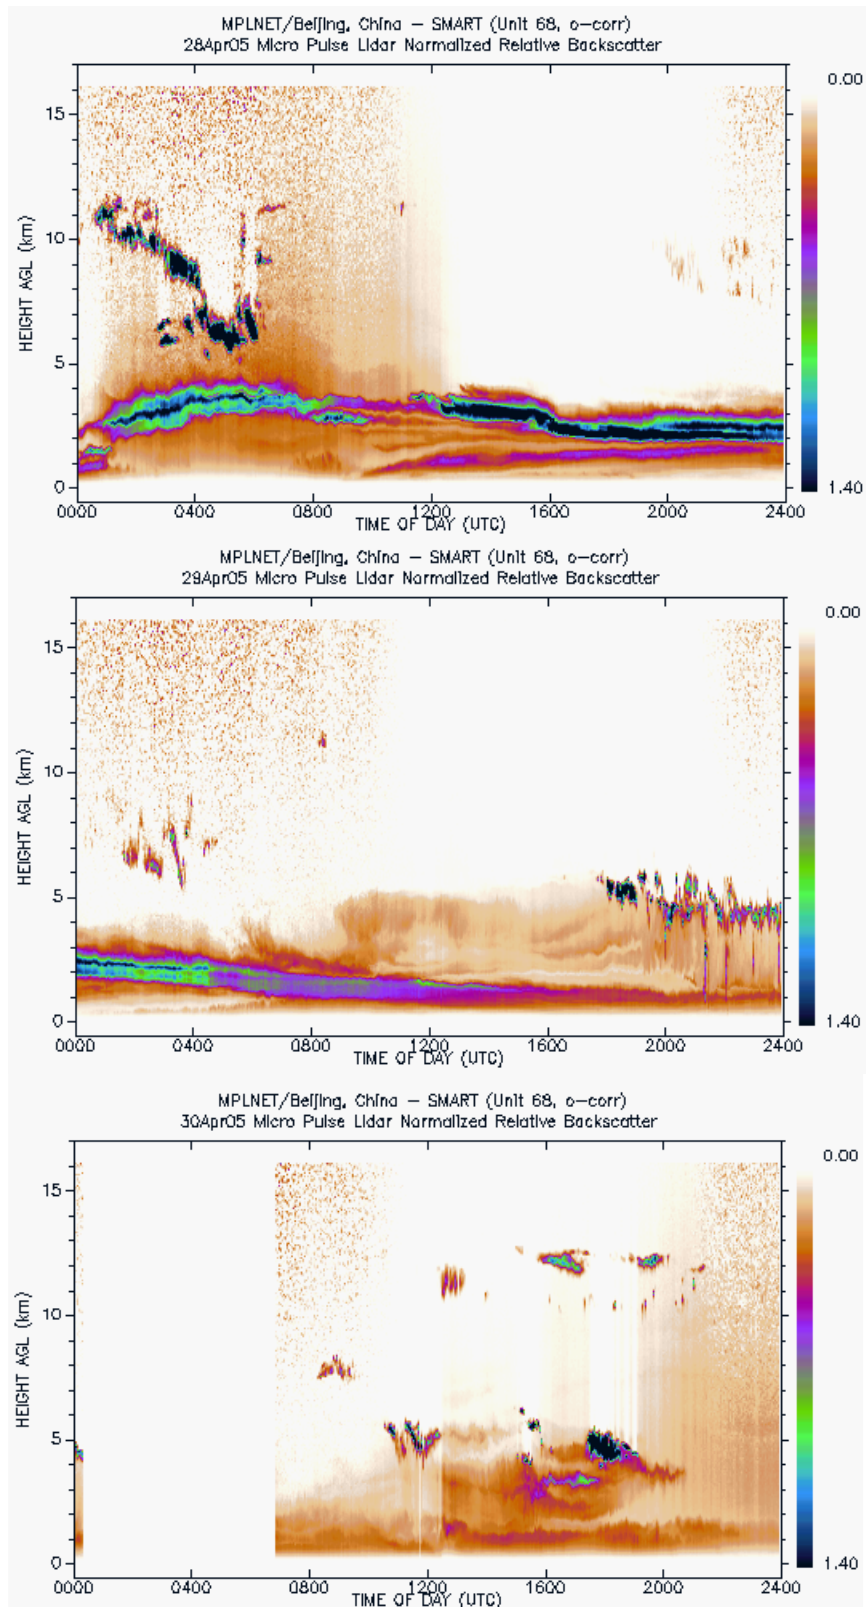 MPLNET/Beijing, China – SMART (Unit 68, o-corr)
28Apr05 Micro Pulse Lidar Normalized Relative Backscatter
0.00
15
10
HEIGHT AGL (km)
5
0
1.40
0000 0400 0800 1200 1600 2000 2400
TIME OF DAY (UTC)
MPLNET/Beijing, China – SMART (Unit 68, o-corr)
29Apr05 Micro Pulse Lidar Normalized Relative Backscatter
0.00
15
10
HEIGHT AGL (km)
5
0
1.40
0000 0400 0800 1200 1600 2000 2400
TIME OF DAY (UTC)
MPLNET/Beijing, China – SMART (Unit 68, o-corr)
30Apr05 Micro Pulse Lidar Normalized Relative Backscatter
0.00
15
10
HEIGHT AGL (km)
5
0
1.40
0000 0400 0800 1200 1600 2000 2400
TIME OF DAY (UTC)